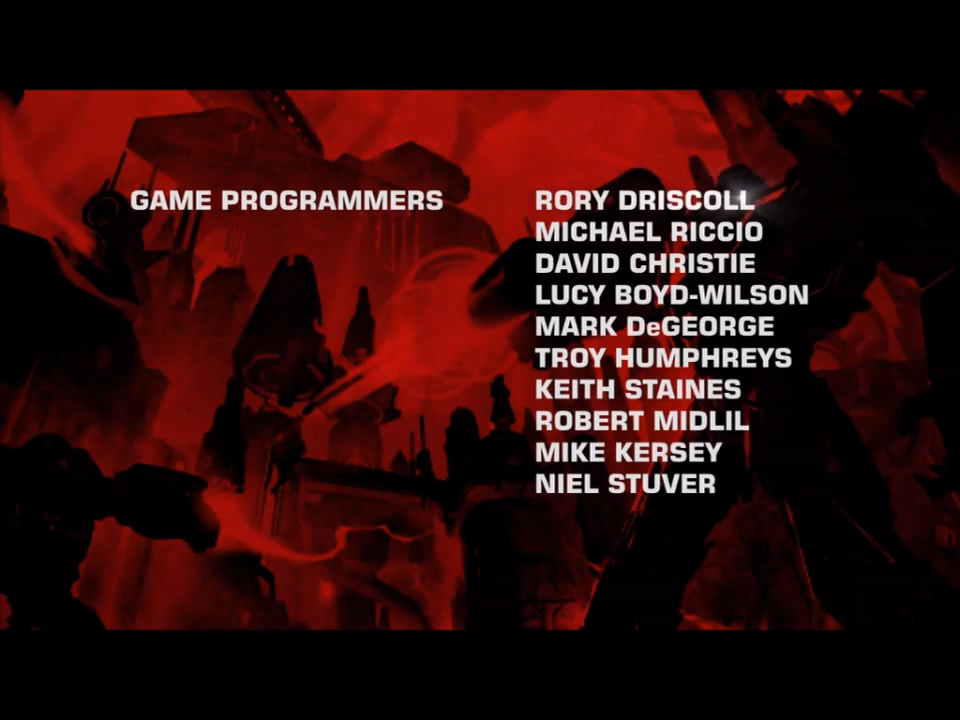 GAME PROGRAMMERS
RORY DRISCOLL
MICHAEL RICCIO
DAVID CHRISTIE
LUCY BOYD-WILSON
MARK DeGEORGE
TROY HUMPHREYS
KEITH STAINES
ROBERT MIDLIL
MIKE KERSEY
NIEL STUVER